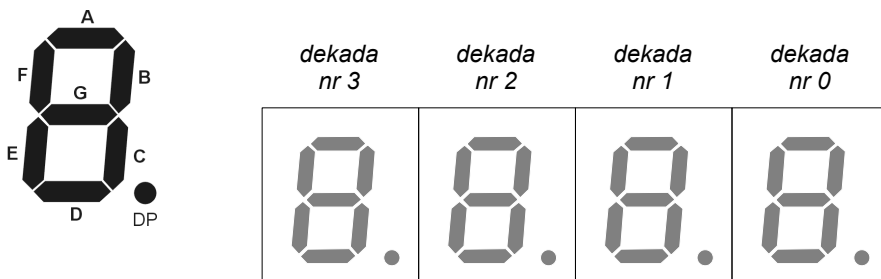 A
F
B
G
E
C
D
DP
dekada
nr 3
dekada
nr 2
dekada
nr 1
dekada
nr 0